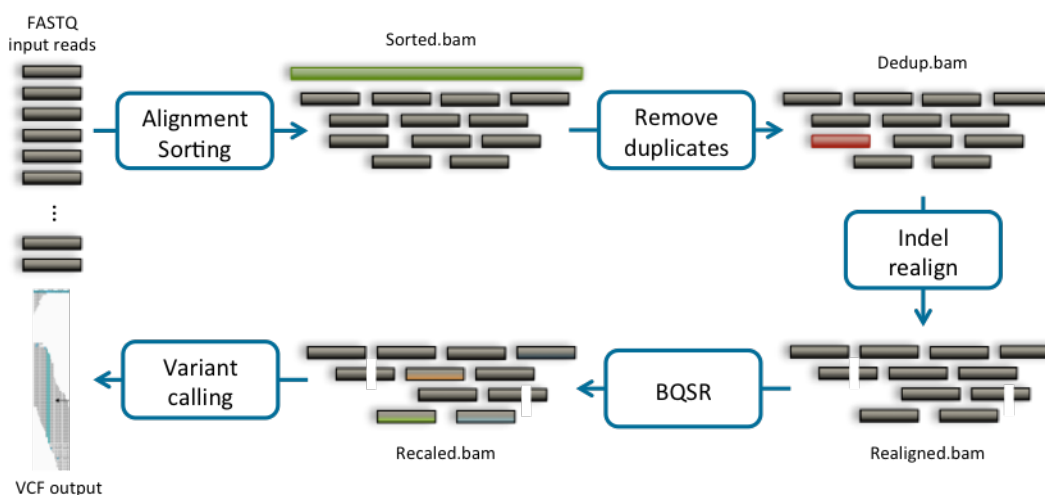 FASTQ
input reads
Sorted.bam
Dedup.bam
Alignment
Sorting
Remove
duplicates
Indel
realign
Variant
calling
BQSR
Recaled.bam
Realigned.bam
VCF output